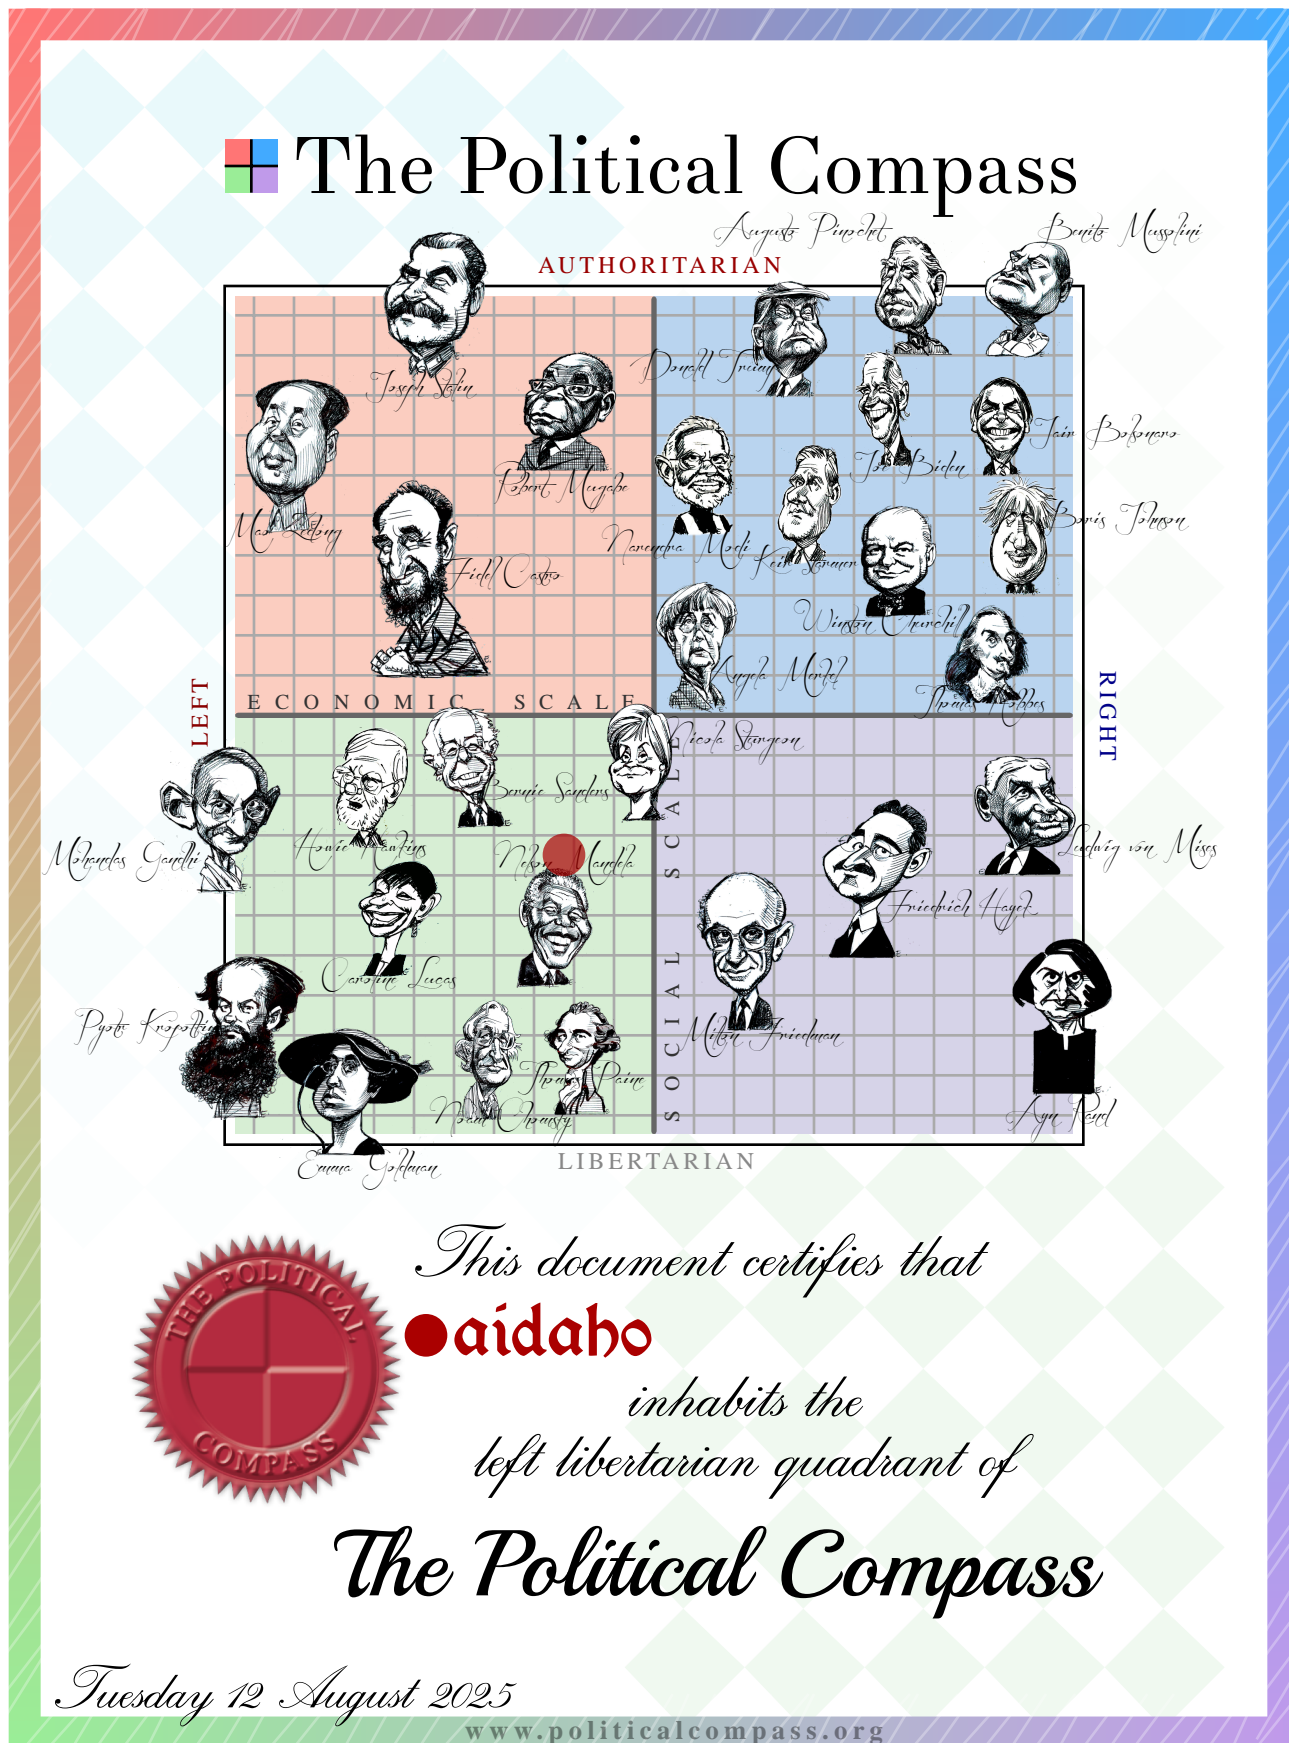 The Political Compass
Augusto Pinochet
Benito Mussolini
AUTHORITARIAN
Donald Trump
Joseph Stalin
Jair Bolsonaro
Joe Biden
Robert Mugabe
Boris Johnson
Mao Zedong
Narendra Modi
Keir Starmer
Fidel Castro
Winston Churchill
Angela Merkel
Thomas Hobbes
ECONOMIC SCALE
LEFT
RIGHT
Nicola Sturgeon
Bernie Sanders
Howie Hawkins
Mohandas Gandhi
Nelson Mandela
Ludwig von Mises
Friedrich Hayek
Caroline Lucas
SOCIAL SCALE
Pyotr Kropotkin
Milton Friedman
Thomas Paine
Noam Chomsky
Ayn Rand
Emma Goldman
LIBERTARIAN
This document certifies that
aidaho
inhabits the
left libertarian quadrant of
The Political Compass
THE POLITICAL
COMPASS
Tuesday 12 August 2025
www.politicalcompass.org